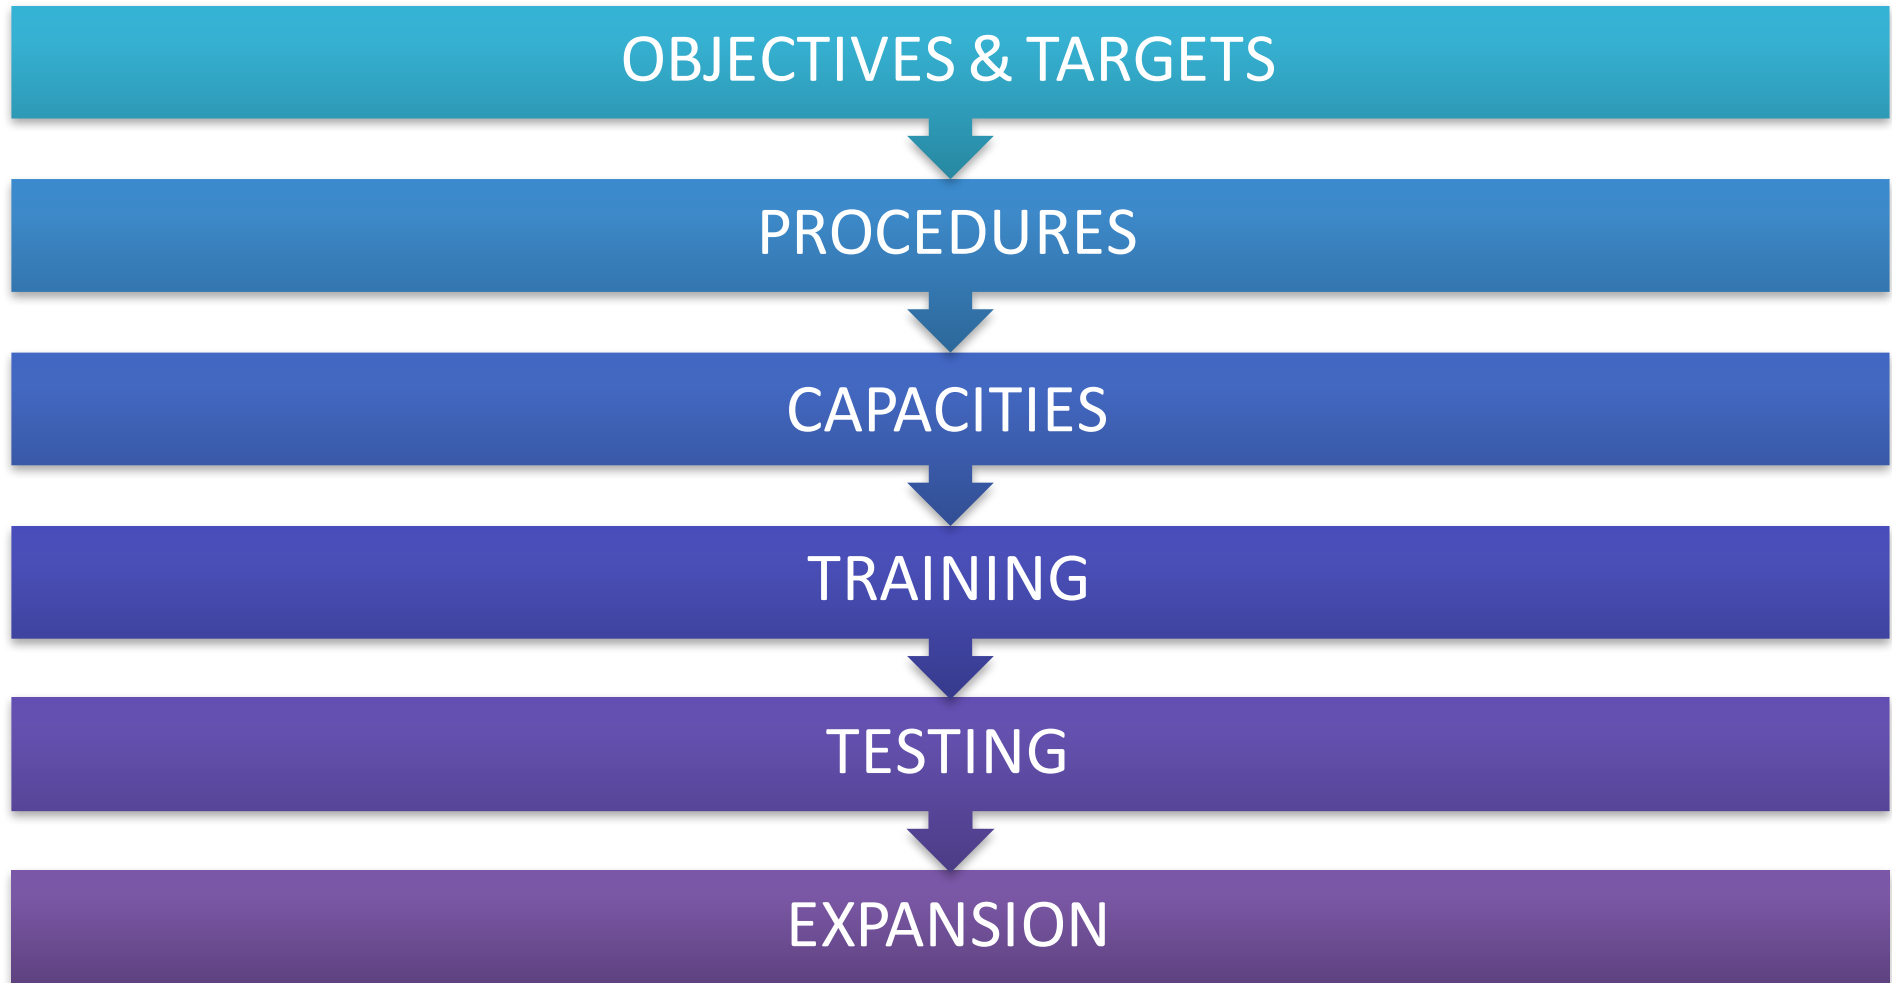 OBJECTIVES & TARGETS
PROCEDURES
CAPACITIES
TRAINING
TESTING
EXPANSION